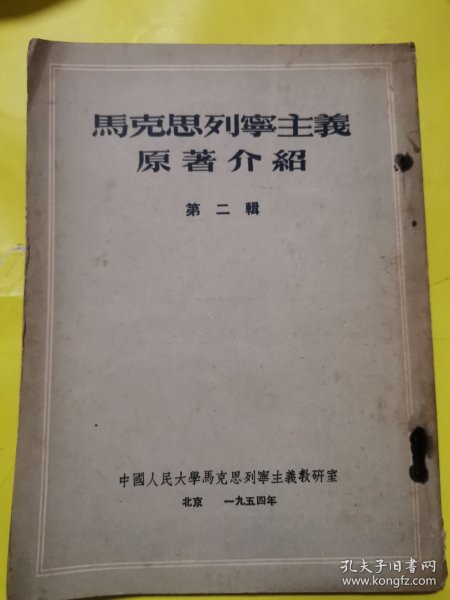 馬克思列寧主義
原著介紹
第二輯
中國人民大學馬克思列寧主義教研室
北京 一九五四年
孔夫子旧书网
www.kongfz.com